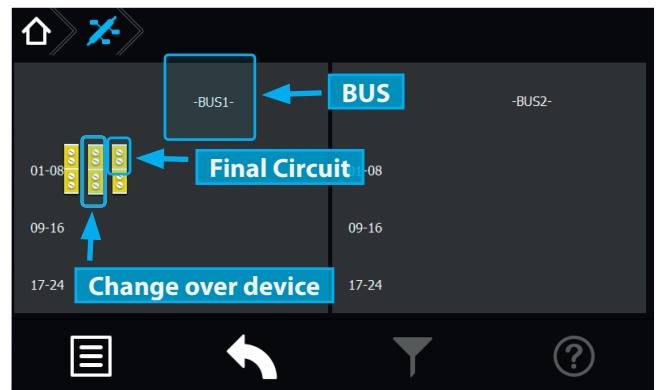 BUS
-BUS1-
-BUS2-
Final Circuit
01-08
01-08
09-16
09-16
Change over device
17-24
17-24